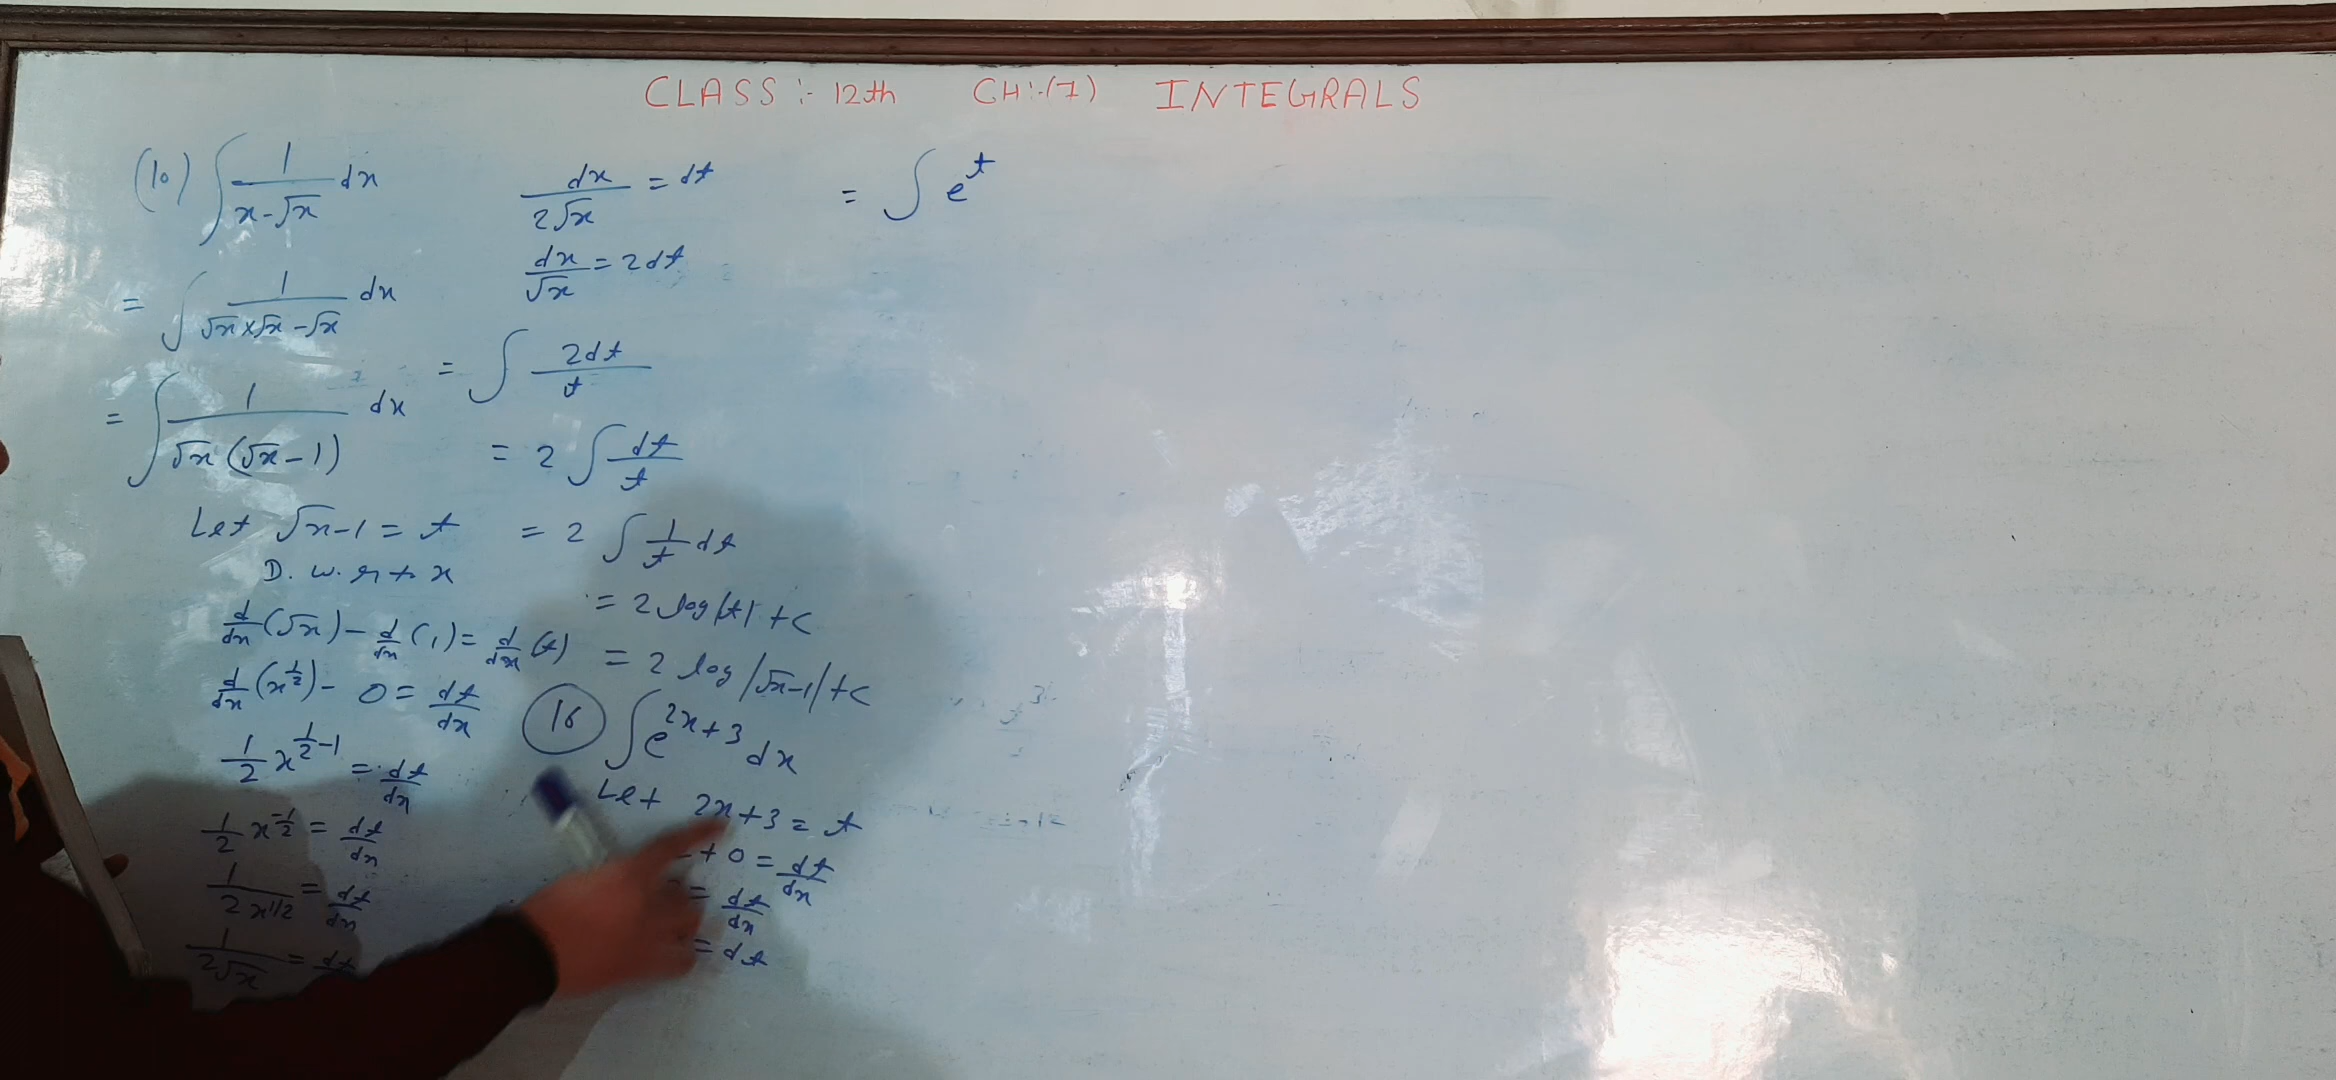 CLASS :- 12th CH:-(7) INTEGRALS
(10) ∫ 1/(x-√x) dx
= ∫ 1/(√x×√x-√x) dx
= ∫ 1/(√x (√x-1)) dx
Let √x-1 = t
D. w. r. t. x
d/dx (√x) - d/dx (1) = d/dx (t)
d/dx (x^(1/2)) - 0 = dt/dx
1/2 x^(1/2-1) = dt/dx
1/2 x^(-1/2) = dt/dx
1/(2x^(1/2)) = dt/dx
1/(2√x) = dt
dx/(2√x) = dt
dx/√x = 2dt
= ∫ 2dt/t
= 2 ∫ dt/t
= 2 ∫ 1/t dt
= 2 log|t| + c
= 2 log |√x-1| + c
16 ∫ e^(2x+3) dx
Let 2x+3 = t
+ 0 = dt/dx
= dt/dx
= dt
= ∫ e^t